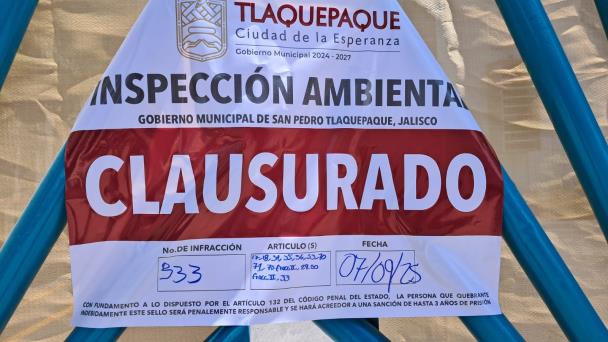 TLAQUEPAQUE
Ciudad de la Esperanza
Gobierno Municipal 2024 - 2027
INSPECCIÓN AMBIENTAL
GOBIERNO MUNICIPAL DE SAN PEDRO TLAQUEPAQUE, JALISCO
CLAUSURADO
No. DE INFRACCIÓN
ARTICULO (S)
FECHA
333
07/09/25
CON FUNDAMENTO A LO DISPUESTO POR EL ARTÍCULO 132 DEL CÓDIGO PENAL DEL ESTADO, LA PERSONA QUE QUEBRANTE
INDEBIDAMENTE ESTE SELLO SERÁ PENALMENTE RESPONSABLE Y SE HARÁ ACREEDOR A UNA SANCIÓN DE HASTA 3 AÑOS DE PRISIÓN